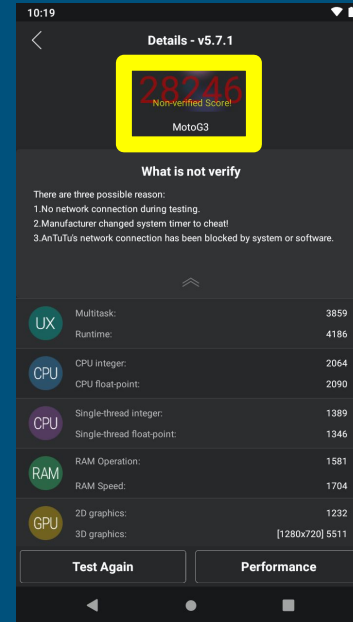 10:19
Details - v5.7.1
28246
Non-verified Score!
MotoG3
What is not verify
There are three possible reason:
1.No network connection during testing.
2.Manufacturer changed system timer to cheat!
3.AnTuTu's network connection has been blocked by system or software.
UX
Multitask: 3859
Runtime: 4186
CPU
CPU integer: 2064
CPU float-point: 2090
CPU
Single-thread integer: 1389
Single-thread float-point: 1346
RAM
RAM Operation: 1581
RAM Speed: 1704
GPU
2D graphics: 1232
3D graphics: [1280x720] 5511
Test Again Performance